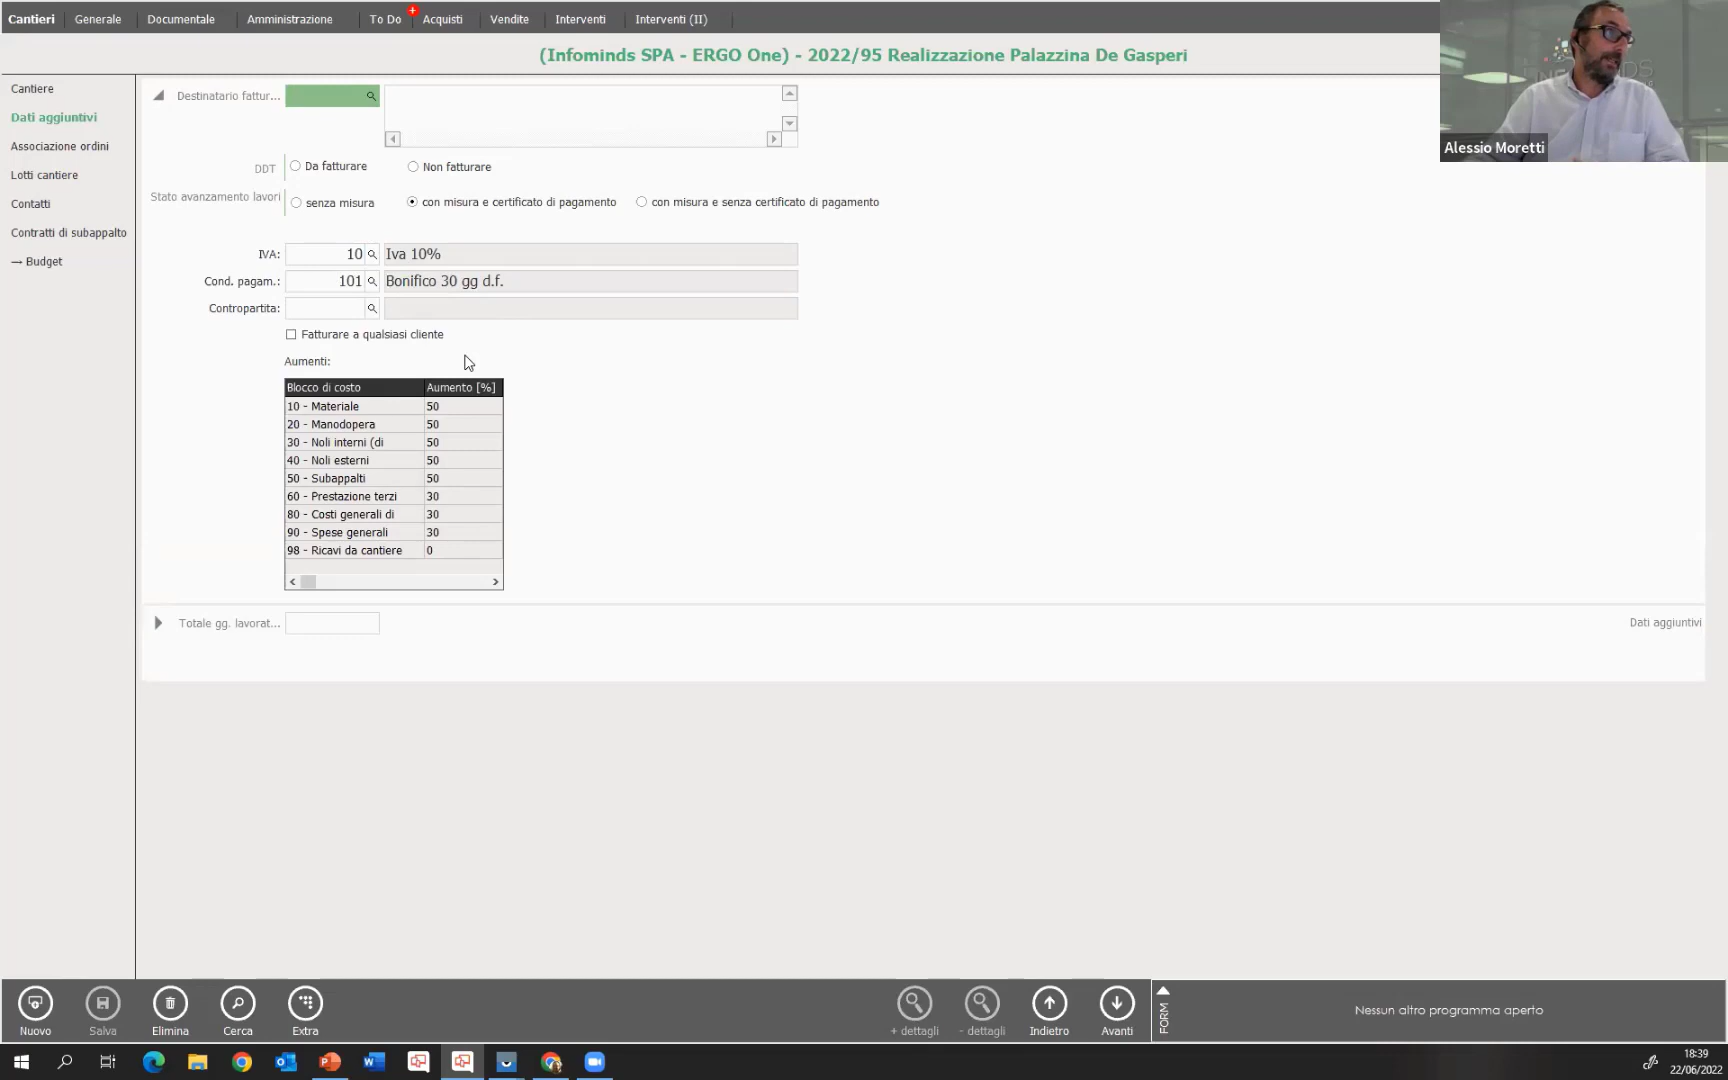 Cantieri Generale Documentale Amministrazione To Do Acquisti Vendite Interventi Interventi (II)
(Infominds SPA - ERGO One) - 2022/95 Realizzazione Palazzina De Gasperi
Alessio Moretti
Cantiere
Dati aggiuntivi
Associazione ordini
Lotti cantiere
Contatti
Contratti di subappalto
→ Budget
Destinatario fattur...
DDT Da fatturare Non fatturare
Stato avanzamento lavori senza misura con misura e certificato di pagamento con misura e senza certificato di pagamento
IVA: 10 Iva 10%
Cond. pagam.: 101 Bonifico 30 gg d.f.
Contropartita:
Fatturare a qualsiasi cliente
Aumenti:
Blocco di costo Aumento [%]
10 - Materiale 50
20 - Manodopera 50
30 - Noli interni (di 50
40 - Noli esterni 50
50 - Subappalti 50
60 - Prestazione terzi 30
80 - Costi generali di 30
90 - Spese generali 30
98 - Ricavi da cantiere 0
Totale gg. lavorat... Dati aggiuntivi
Nuovo Salva Elimina Cerca Extra + dettagli - dettagli Indietro Avanti
FORM
Nessun altro programma aperto
18:39
22/06/2022